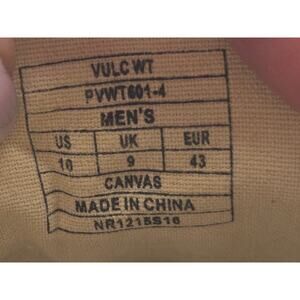 VULC WT
PVWT601-4
MEN'S
US UK EUR
10 9 43
CANVAS
MADE IN CHINA
NR1215S16